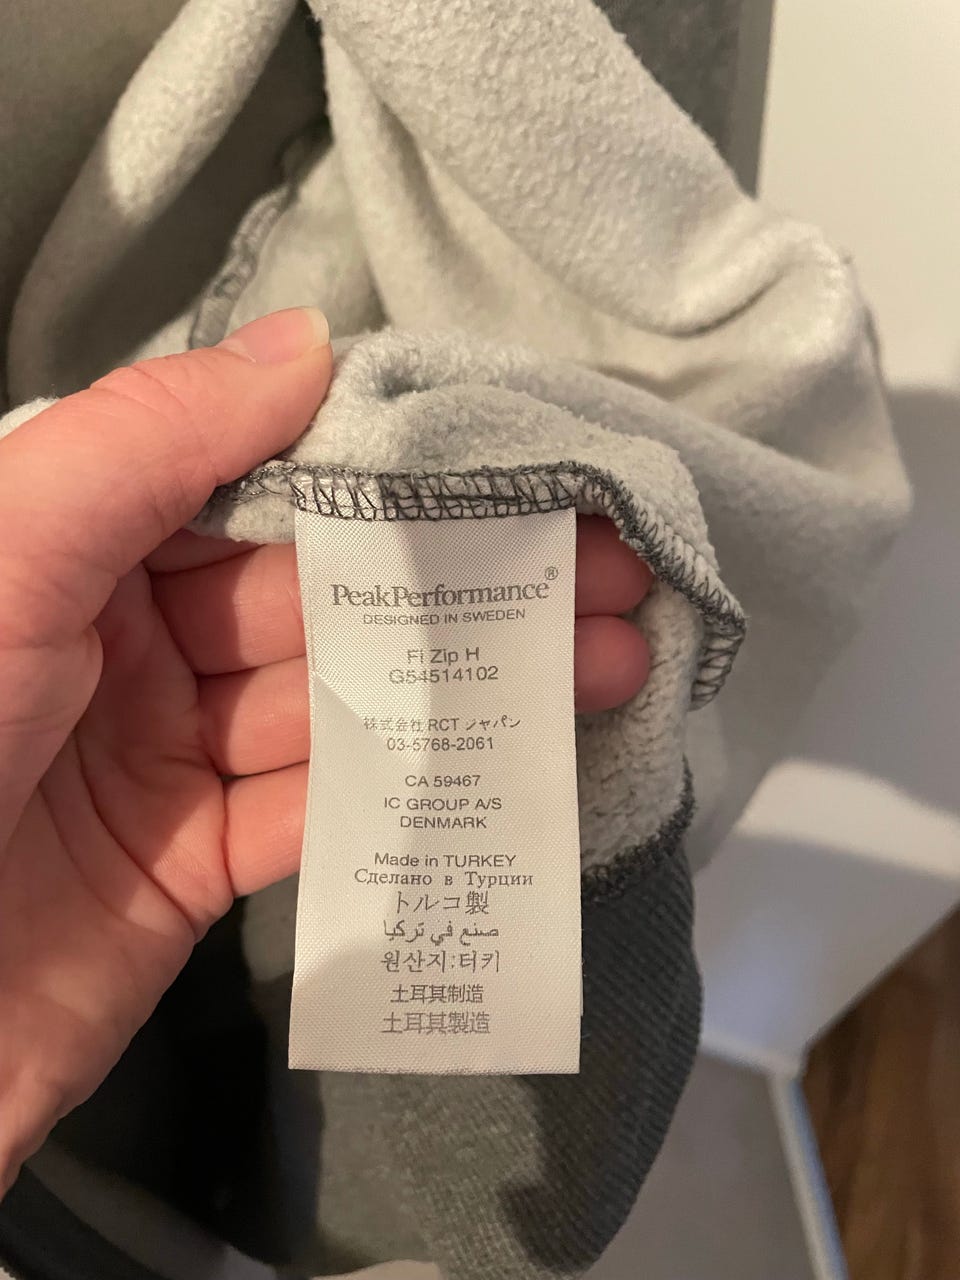 PeakPerformance®
DESIGNED IN SWEDEN
Fi Zip H
G54514102
株式会社 RCT ジャパン
03-5768-2061
CA 59467
IC GROUP A/S
DENMARK
Made in TURKEY
Сделано в Турции
トルコ製
صنع في تركيا
원산지:터키
土耳其制造
土耳其製造